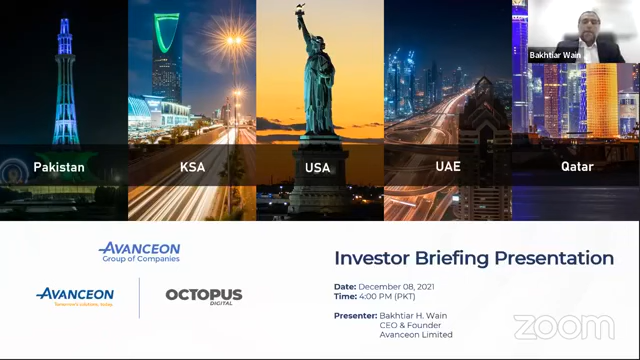 Bakhtiar Wain
Pakistan
KSA
USA
UAE
Qatar
AVANCEON
Group of Companies
AVANCEON
Tomorrow's solutions, today.
OCTOPUS
DIGITAL
Investor Briefing Presentation
Date: December 08, 2021
Time: 4:00 PM (PKT)
Presenter: Bakhtiar H. Wain
CEO & Founder
Avanceon Limited
zoom